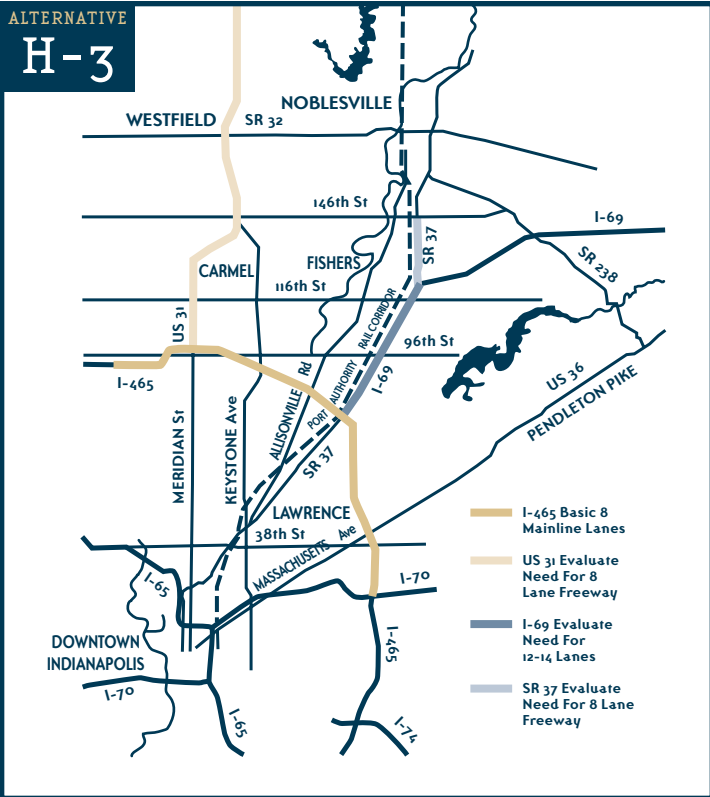 ALTERNATIVE
H-3
NOBLESVILLE
WESTFIELD
SR 32
146th St
I-69
SR 37
SR 238
FISHERS
CARMEL
116th St
US 31
PORT AUTHORITY RAIL CORRIDOR
96th St
I-465
I-69
ALLISONVILLE Rd
US 36
PENDLETON PIKE
MERIDIAN St
KEYSTONE Ave
SR 37
LAWRENCE
38th St
MASSACHUSETTS Ave
I-65
I-70
DOWNTOWN
INDIANAPOLIS
I-465
I-70
I-65
I-74
I-465 Basic 8
Mainline Lanes
US 31 Evaluate
Need For 8
Lane Freeway
I-69 Evaluate
Need For
12-14 Lanes
SR 37 Evaluate
Need For 8 Lane
Freeway